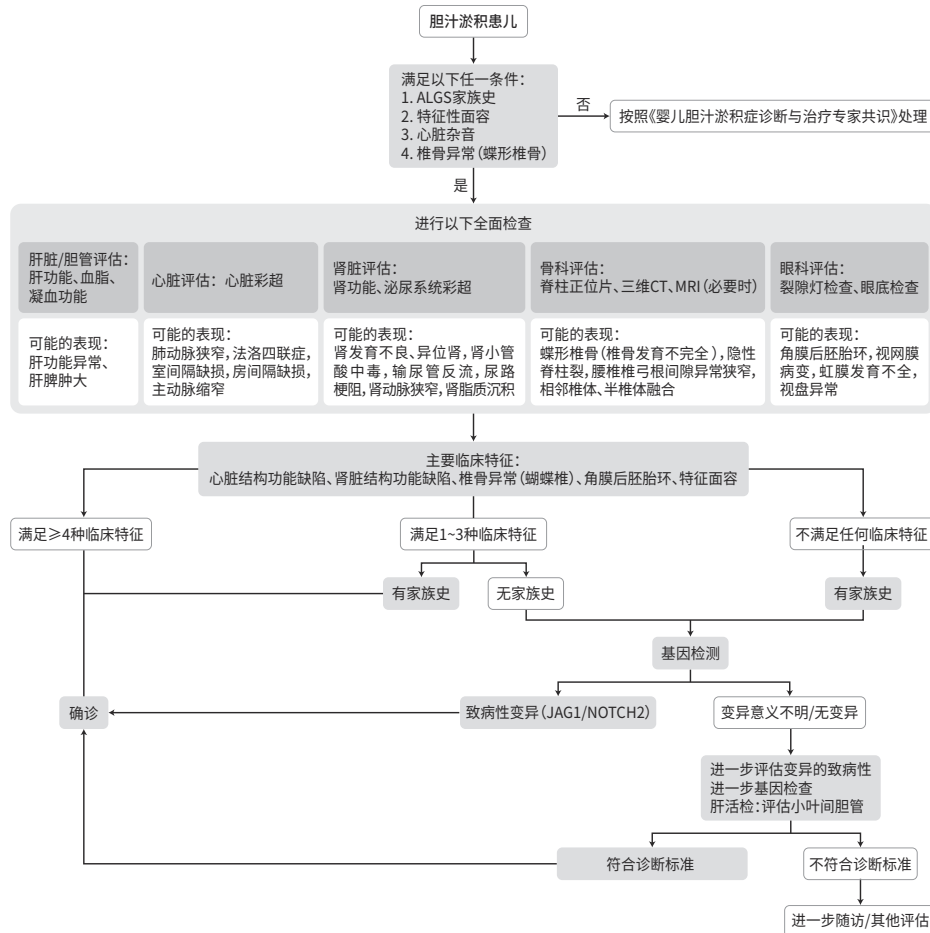 胆汁淤积患儿
满足以下任一条件：
1. ALGS家族史
2. 特征性面容
3. 心脏杂音
4. 椎骨异常（蝶形椎骨）
否
按照《婴儿胆汁淤积症诊断与治疗专家共识》处理
是
进行以下全面检查
肝脏/胆管评估：
肝功能、血脂、
凝血功能
心脏评估：心脏彩超
肾脏评估：
肾功能、泌尿系统彩超
骨科评估：
脊柱正位片、三维CT、MRI（必要时）
眼科评估：
裂隙灯检查、眼底检查
可能的表现：
肝功能异常、
肝脾肿大
可能的表现：
肺动脉狭窄，法洛四联症，
室间隔缺损，房间隔缺损，
主动脉缩窄
可能的表现：
肾发育不良、异位肾，肾小管
酸中毒，输尿管反流，尿路
梗阻，肾动脉狭窄，肾脂质沉积
可能的表现：
蝶形椎骨（椎骨发育不完全），隐性
脊柱裂，腰椎椎弓根间隙异常狭窄，
相邻椎体、半椎体融合
可能的表现：
角膜后胚胎环，视网膜
病变，虹膜发育不全，
视盘异常
主要临床特征：
心脏结构功能缺陷、肾脏结构功能缺陷、椎骨异常（蝴蝶椎）、角膜后胚胎环、特征面容
满足≥4种临床特征
满足1~3种临床特征
不满足任何临床特征
有家族史
无家族史
有家族史
基因检测
确诊
致病性变异（JAG1/NOTCH2）
变异意义不明/无变异
进一步评估变异的致病性
进一步基因检查
肝活检：评估小叶间胆管
符合诊断标准
不符合诊断标准
进一步随访/其他评估